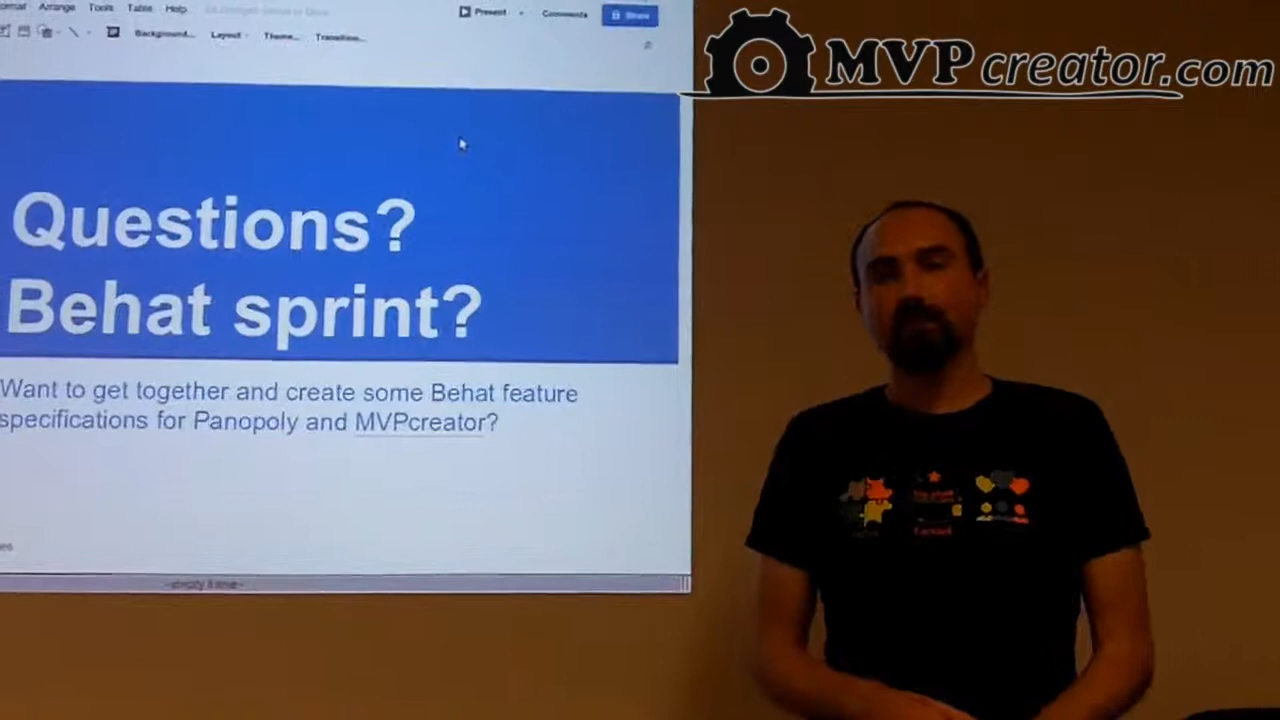 Format Arrange Tools Table Help
Present
Comments
Share
Background...
Layout
Theme...
Transition...
MVPcreator.com
Questions?
Behat sprint?
Want to get together and create some Behat feature
specifications for Panopoly and MVPcreator?